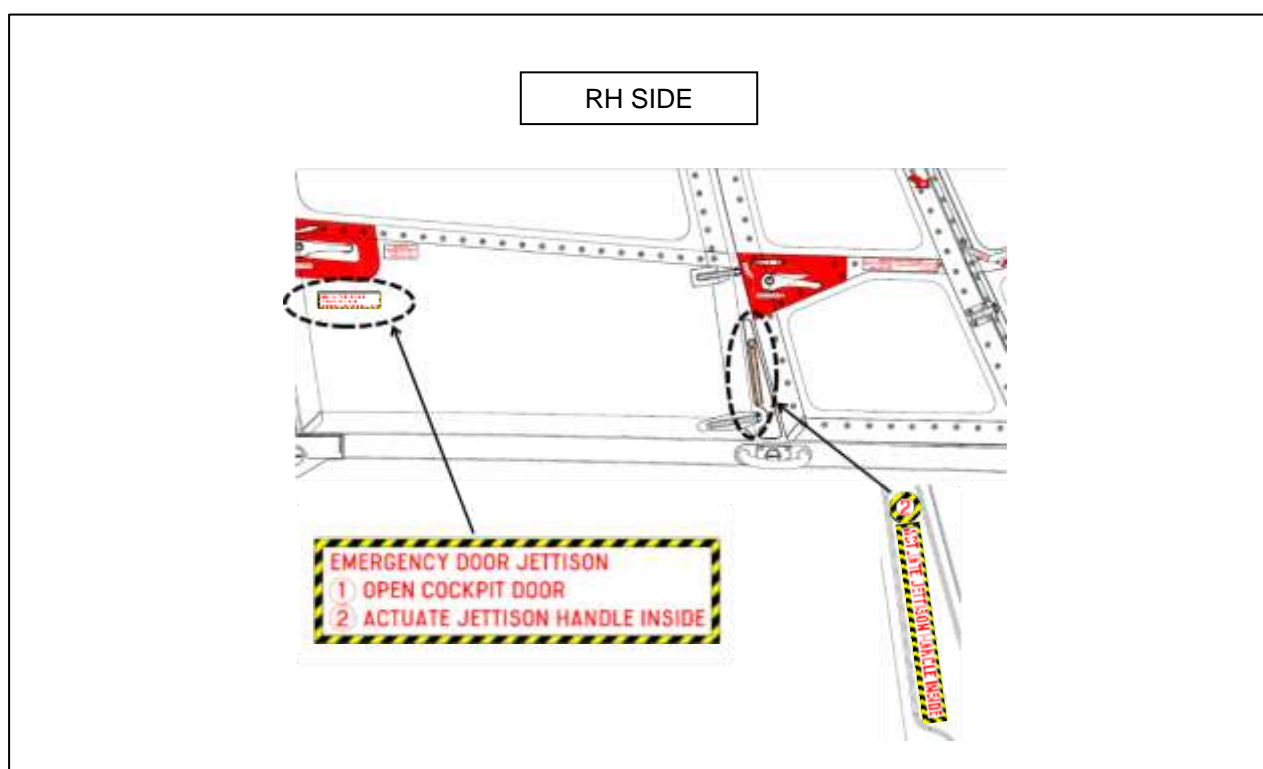 RH SIDE
EMERGENCY DOOR JETTISON
1 OPEN COCKPIT DOOR
2 ACTUATE JETTISON HANDLE INSIDE
2
ACTUATE JETTISON HANDLE INSIDE